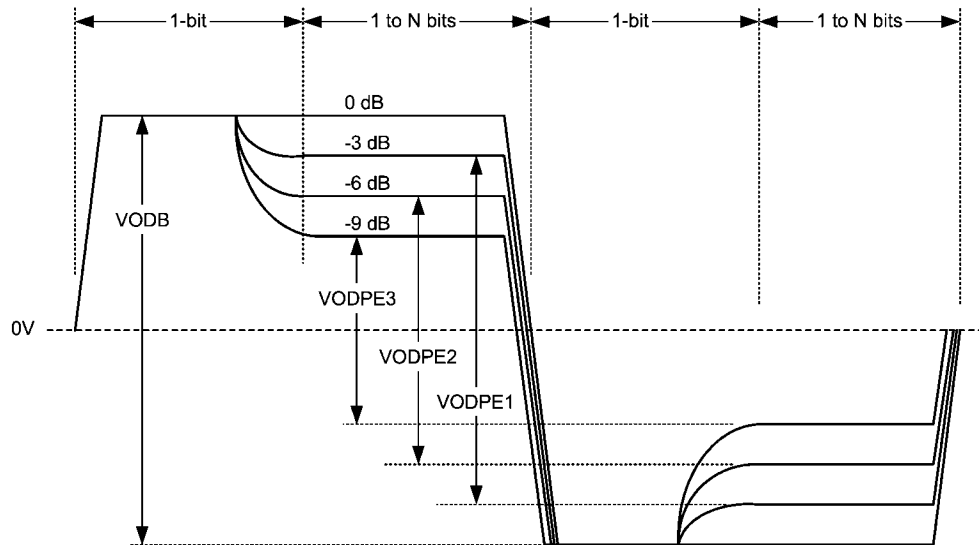 1-bit 1 to N bits 1-bit 1 to N bits
0 dB
-3 dB
-6 dB
-9 dB
VODB
VODPE3
0V
VODPE2
VODPE1